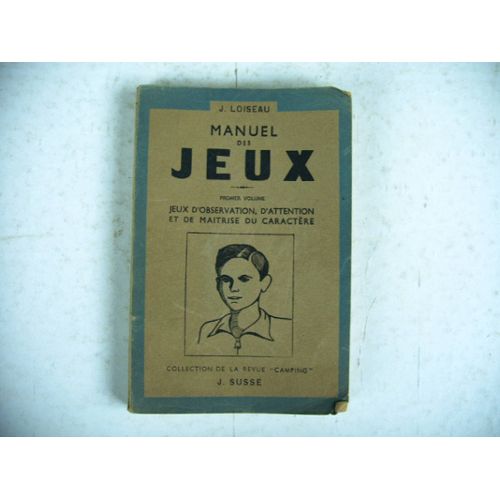 J. LOISEAU
MANUEL
DES
JEUX
PREMIER VOLUME
JEUX D'OBSERVATION, D'ATTENTION
ET DE MAITRISE DU CARACTÈRE
COLLECTION DE LA REVUE "CAMPING"
J. SUSSE